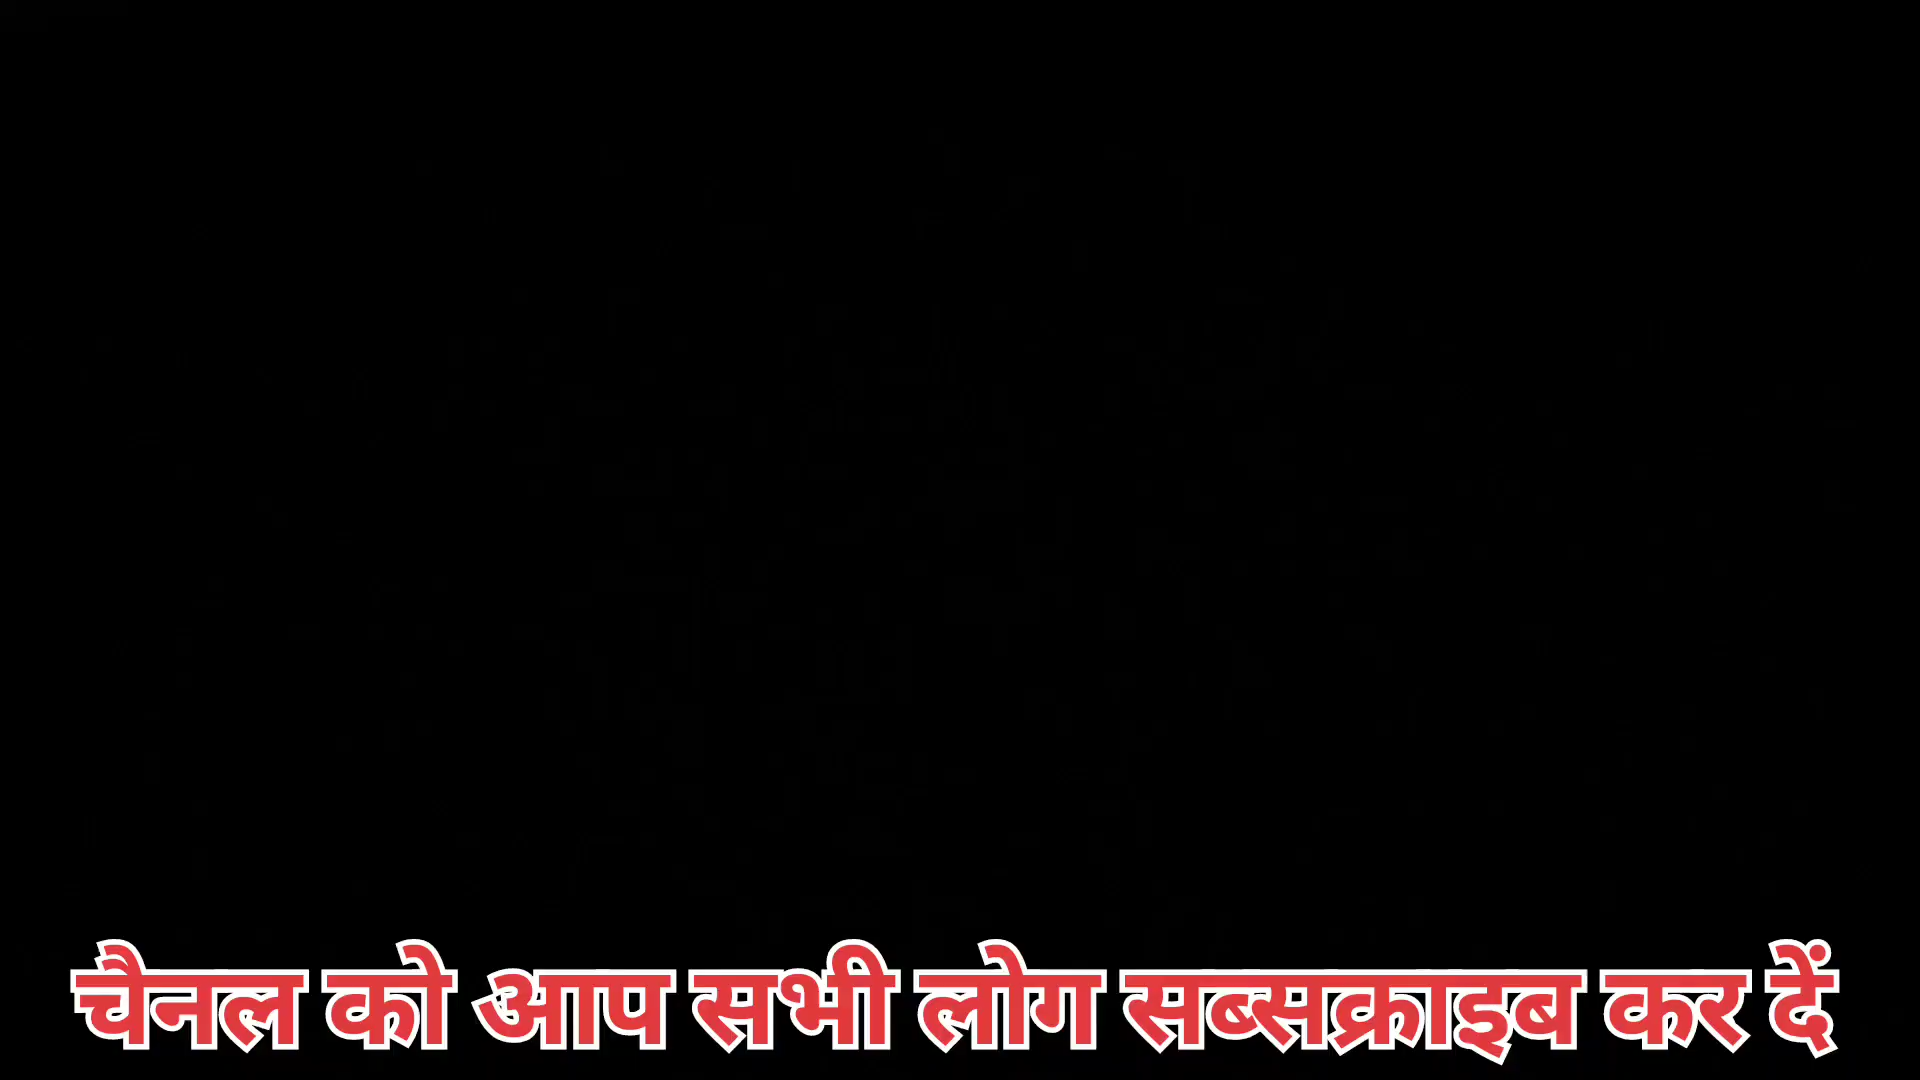 चैनल को आप सभी लोग सब्सक्राइब कर दें